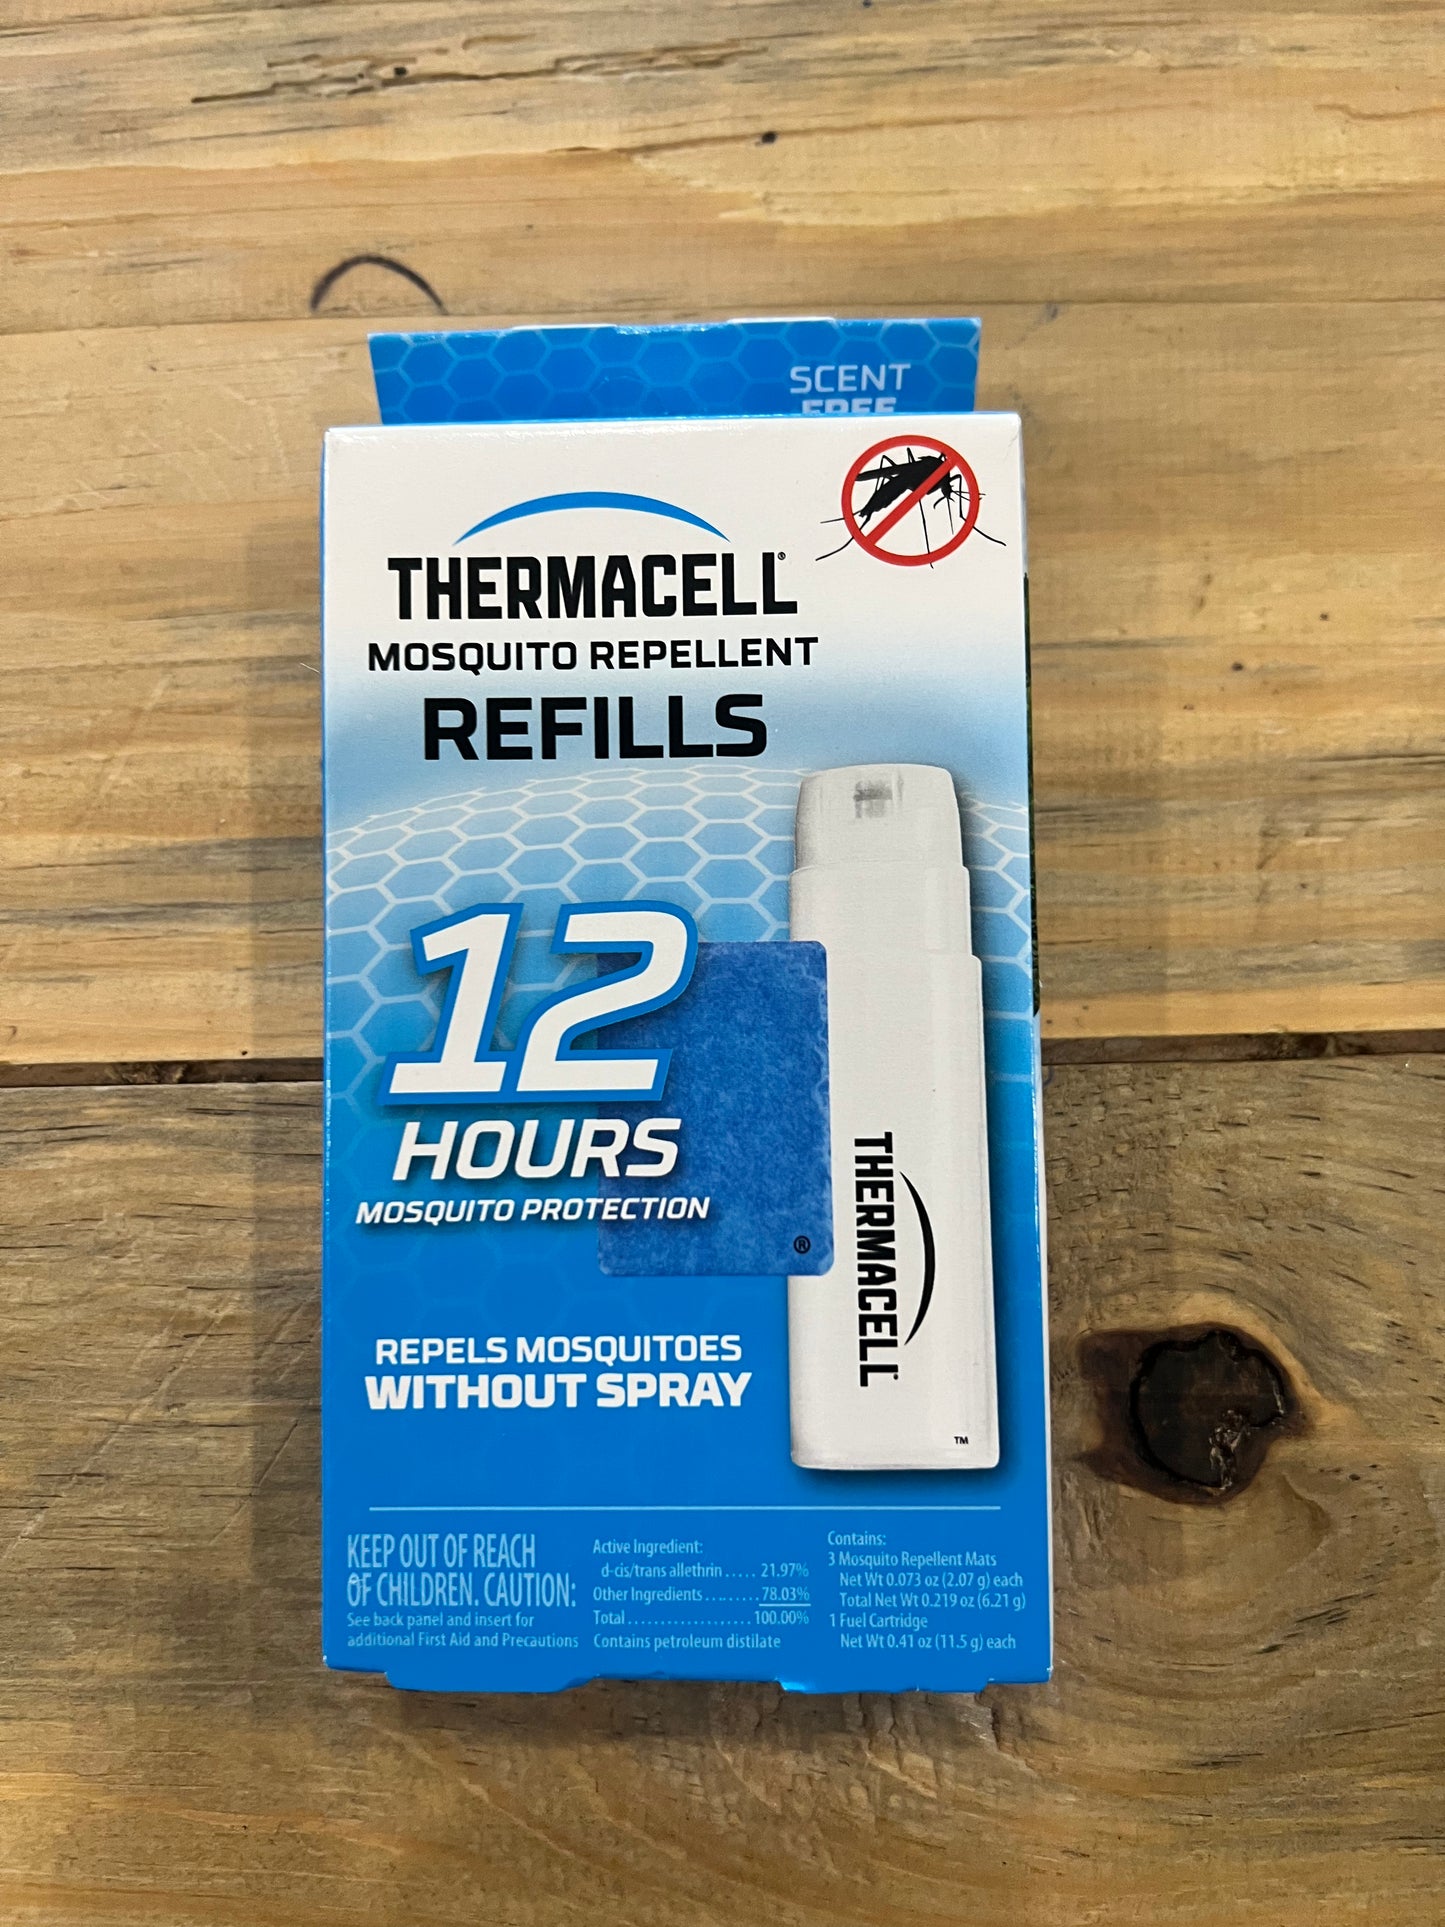 SCENT
FREE
THERMACELL®
MOSQUITO REPELLENT
REFILLS
12
HOURS
MOSQUITO PROTECTION
®
THERMACELL
™
REPELS MOSQUITOES
WITHOUT SPRAY
KEEP OUT OF REACH
OF CHILDREN. CAUTION:
See back panel and insert for
additional First Aid and Precautions
Active Ingredient:
d-cis/trans allethrin ..... 21.97%
Other Ingredients ......... 78.03%
Total ................... 100.00%
Contains petroleum distilate
Contains:
3 Mosquito Repellent Mats
Net Wt 0.073 oz (2.07 g) each
Total Net Wt 0.219 oz (6.21 g)
1 Fuel Cartridge
Net Wt 0.41 oz (11.5 g) each